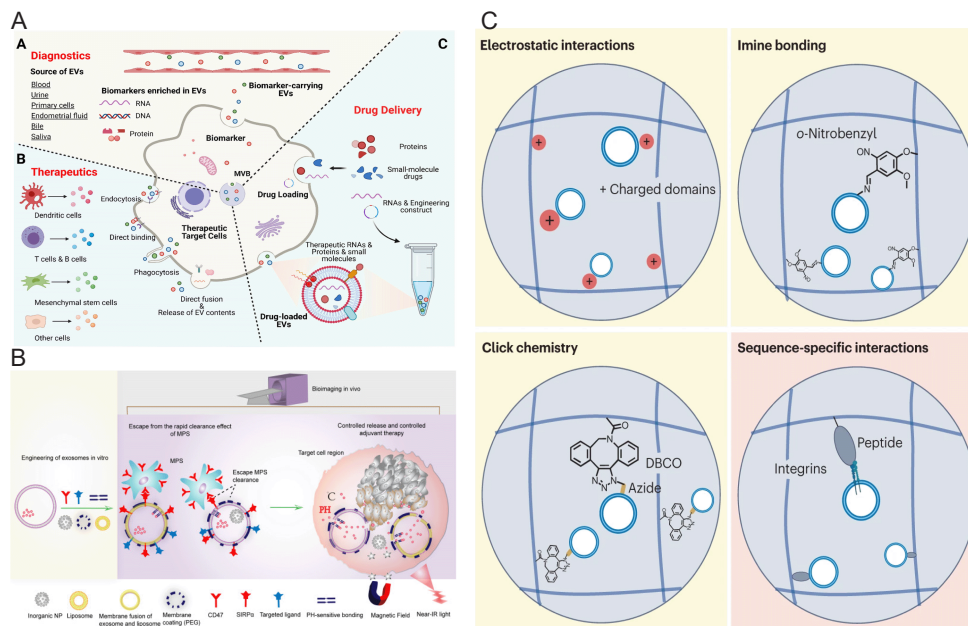 A
A
Diagnostics
Source of EVs
Blood
Urine
Primary cells
Endometrial fluid
Bile
Saliva
Biomarkers enriched in EVs
RNA
DNA
Protein
Biomarker-carrying
EVs
Biomarker
MVB
C
Drug Delivery
Proteins
Small-molecule
drugs
RNAs & Engineering
construct
Drug Loading
B
Therapeutics
Dendritic cells
T cells & B cells
Mesenchymal stem cells
Other cells
Endocytosis
Direct binding
Phagocytosis
Therapeutic
Target Cells
Direct fusion
&
Release of EV contents
Therapeutic RNAs &
Proteins & small
molecules
Drug-loaded
EVs
B
Bioimaging in vivo
Engineering of exosomes in vitro
Escape from the rapid clearance effect
of MPS
MPS
Escape MPS
clearance
Controlled release and controlled
adjuvant therapy
Target cell region
C
PH
Inorganic NP
Liposome
Membrane fusion of
exosome and liposome
Membrane
coating (PEG)
CD47
SIRPα
Targeted ligand
PH-sensitive bonding
Magnetic Field
Near-IR light
C
Electrostatic interactions
+
+
+
+
+ Charged domains
Imine bonding
o-Nitrobenzyl
ON
O
O
N
Click chemistry
O
N
N
N
N
DBCO
Azide
Sequence-specific interactions
Peptide
Integrins